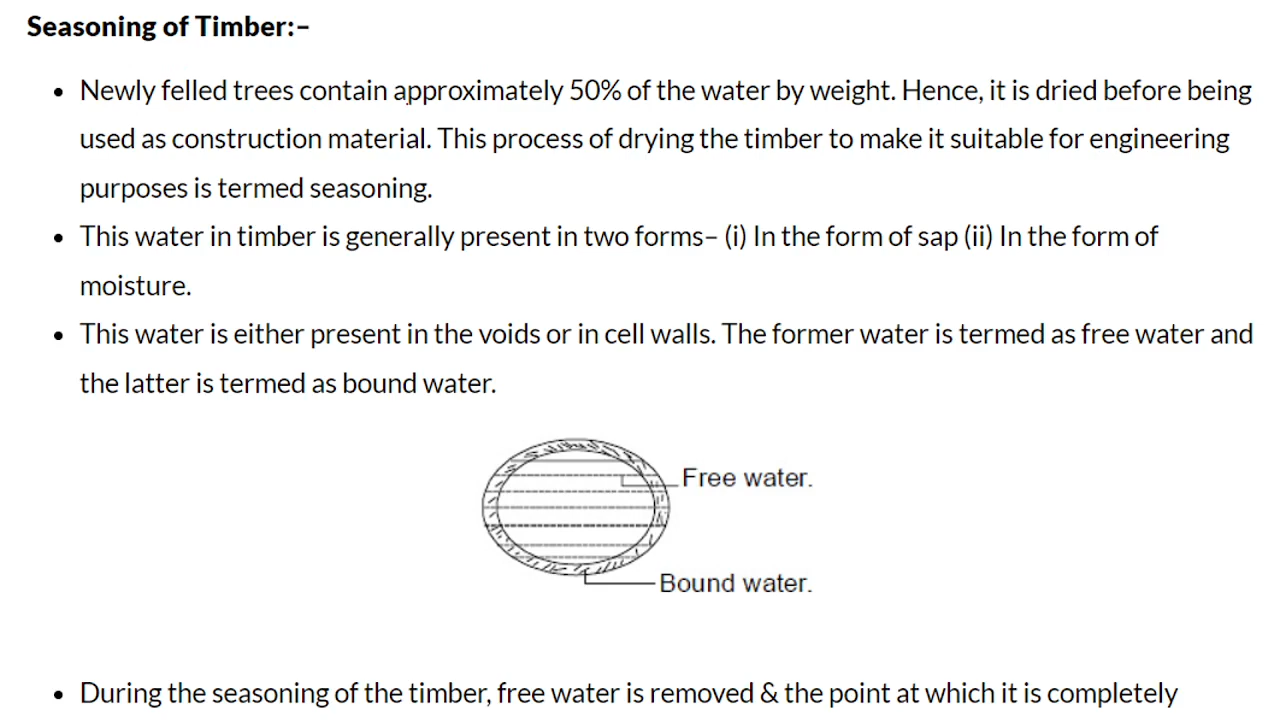 Seasoning of Timber:–
• Newly felled trees contain approximately 50% of the water by weight. Hence, it is dried before being
used as construction material. This process of drying the timber to make it suitable for engineering
purposes is termed seasoning.
• This water in timber is generally present in two forms– (i) In the form of sap (ii) In the form of
moisture.
• This water is either present in the voids or in cell walls. The former water is termed as free water and
the latter is termed as bound water.
Free water.
Bound water.
• During the seasoning of the timber, free water is removed & the point at which it is completely